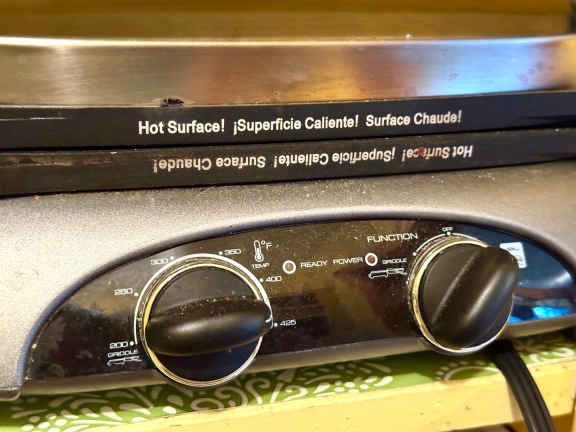 Hot Surface! ¡Superficie Caliente! Surface Chaude!
Hot Surface! ¡Superficie Caliente! Surface Chaude!
FUNCTION
OFF
°F
TEMP
READY
POWER
GRIDDLE
200
250
300
350
400
425
GRIDDLE